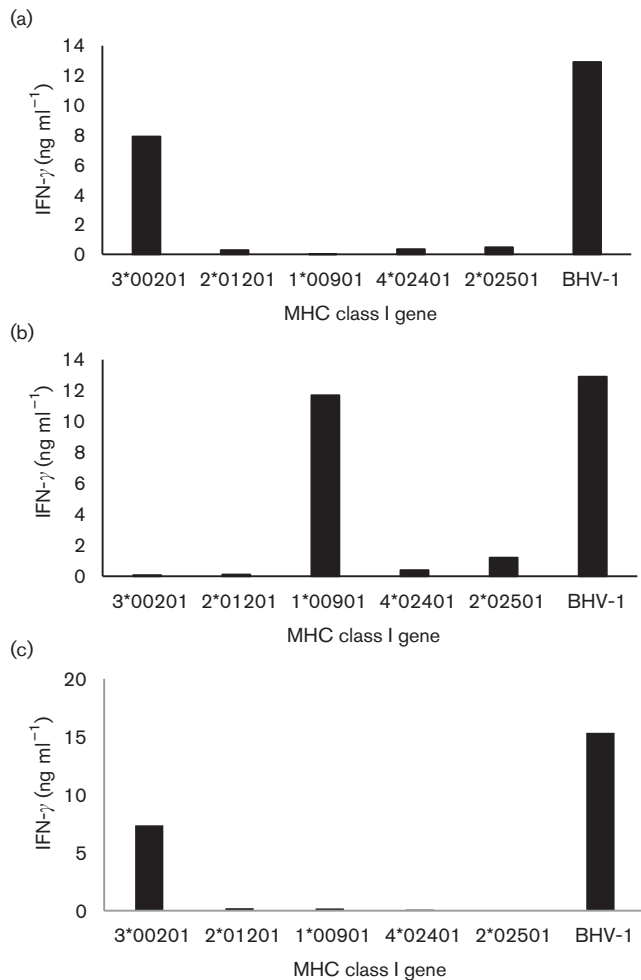 (a)
14
12
10
8
6
4
2
0
IFN-γ (ng ml⁻¹)
3*00201 2*01201 1*00901 4*02401 2*02501 BHV-1
MHC class I gene
(b)
14
12
10
8
6
4
2
0
IFN-γ (ng ml⁻¹)
3*00201 2*01201 1*00901 4*02401 2*02501 BHV-1
MHC class I gene
(c)
20
15
10
5
0
IFN-γ (ng ml⁻¹)
3*00201 2*01201 1*00901 4*02401 2*02501 BHV-1
MHC class I gene